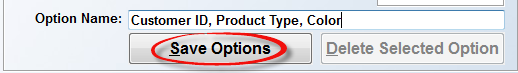 Option Name: Customer ID, Product Type, Color
Save Options Delete Selected Option